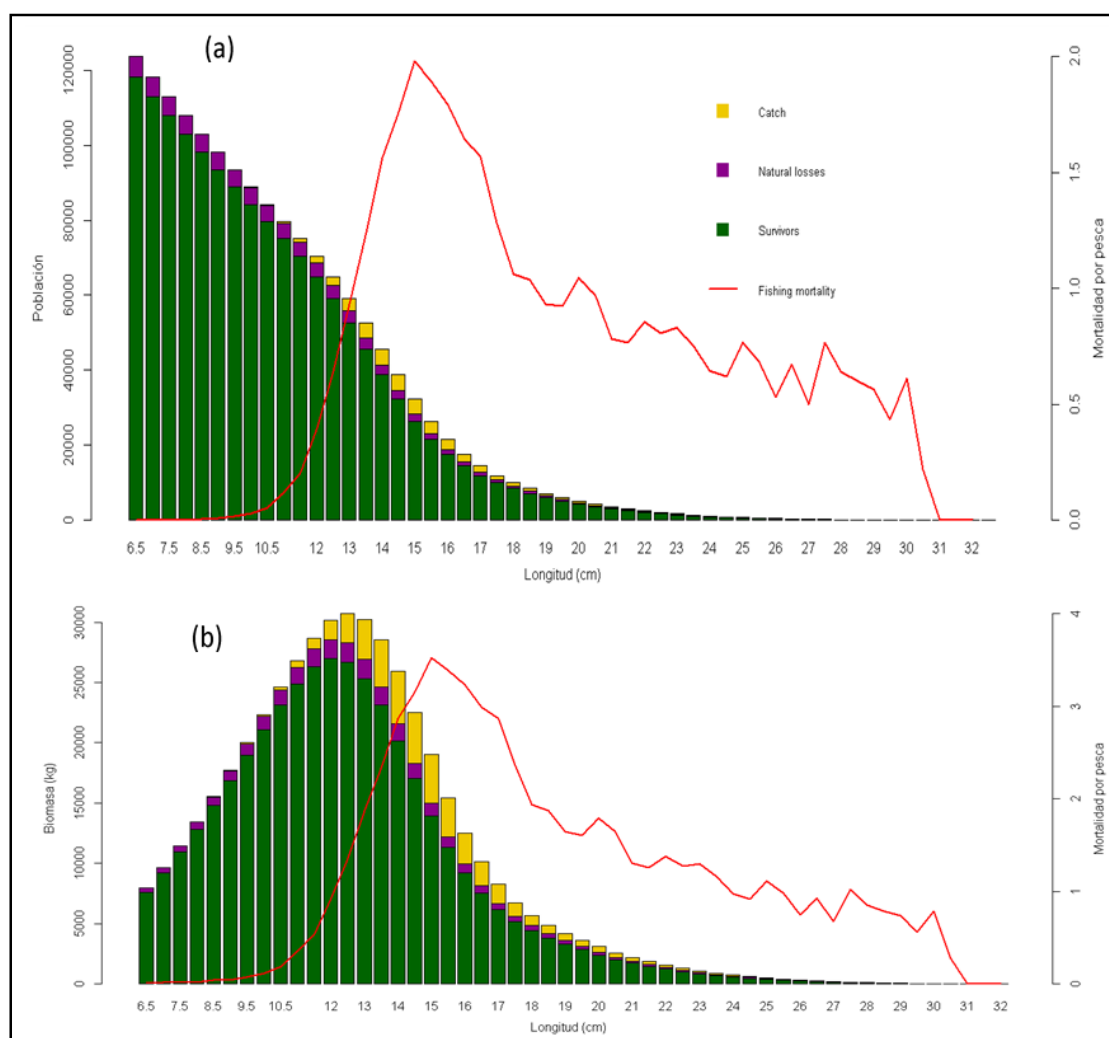 (a)
120000
100000
80000
60000
40000
20000
0
Población
2.0
1.5
1.0
0.5
0.0
Mortalidad por pesca
Catch
Natural losses
Survivors
Fishing mortality
6.5 7.5 8.5 9.5 10.5 12 13 14 15 16 17 18 19 20 21 22 23 24 25 26 27 28 29 30 31 32
Longitud (cm)
(b)
30000
25000
20000
15000
10000
5000
0
Biomasa (kg)
4
3
2
1
0
Mortalidad por pesca
6.5 7.5 8.5 9.5 10.5 12 13 14 15 16 17 18 19 20 21 22 23 24 25 26 27 28 29 30 31 32
Longitud (cm)